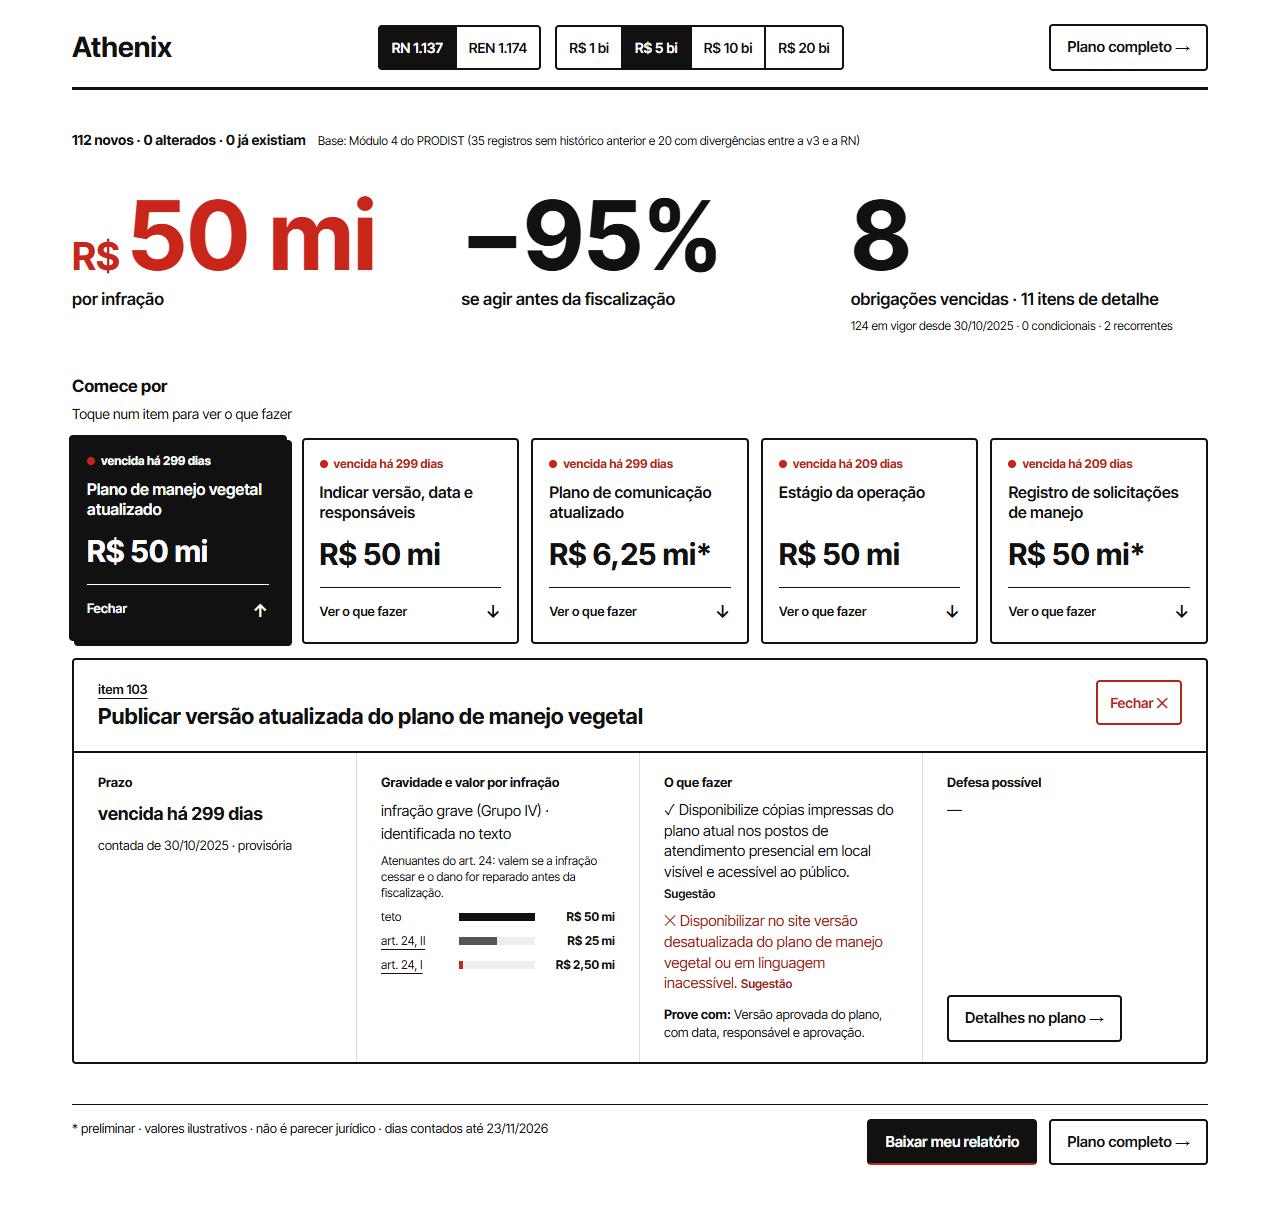 Athenix
RN 1.137
REN 1.174
R$ 1 bi
R$ 5 bi
R$ 10 bi
R$ 20 bi
Plano completo →
112 novos · 0 alterados · 0 já existiam
Base: Módulo 4 do PRODIST (35 registros sem histórico anterior e 20 com divergências entre a v3 e a RN)
R$ 50 mi
por infração
−95%
se agir antes da fiscalização
8
obrigações vencidas · 11 itens de detalhe
124 em vigor desde 30/10/2025 · 0 condicionais · 2 recorrentes
Comece por
Toque num item para ver o que fazer
vencida há 299 dias
Plano de manejo vegetal
atualizado
R$ 50 mi
Fechar ↑
vencida há 299 dias
Indicar versão, data e
responsáveis
R$ 50 mi
Ver o que fazer ↓
vencida há 299 dias
Plano de comunicação
atualizado
R$ 6,25 mi*
Ver o que fazer ↓
vencida há 209 dias
Estágio da operação
R$ 50 mi
Ver o que fazer ↓
vencida há 209 dias
Registro de solicitações
de manejo
R$ 50 mi*
Ver o que fazer ↓
item 103
Publicar versão atualizada do plano de manejo vegetal
Fechar ✕
Prazo
vencida há 299 dias
contada de 30/10/2025 · provisória
Gravidade e valor por infração
infração grave (Grupo IV) ·
identificada no texto
Atenuantes do art. 24: valem se a infração
cessar e o dano for reparado antes da
fiscalização.
teto R$ 50 mi
art. 24, II R$ 25 mi
art. 24, I R$ 2,50 mi
O que fazer
✓ Disponibilize cópias impressas do
plano atual nos postos de
atendimento presencial em local
visível e acessível ao público.
Sugestão
✕ Disponibilizar no site versão
desatualizada do plano de manejo
vegetal ou em linguagem
inacessível. Sugestão
Prove com: Versão aprovada do plano,
com data, responsável e aprovação.
Defesa possível
—
Detalhes no plano →
* preliminar · valores ilustrativos · não é parecer jurídico · dias contados até 23/11/2026
Baixar meu relatório
Plano completo →